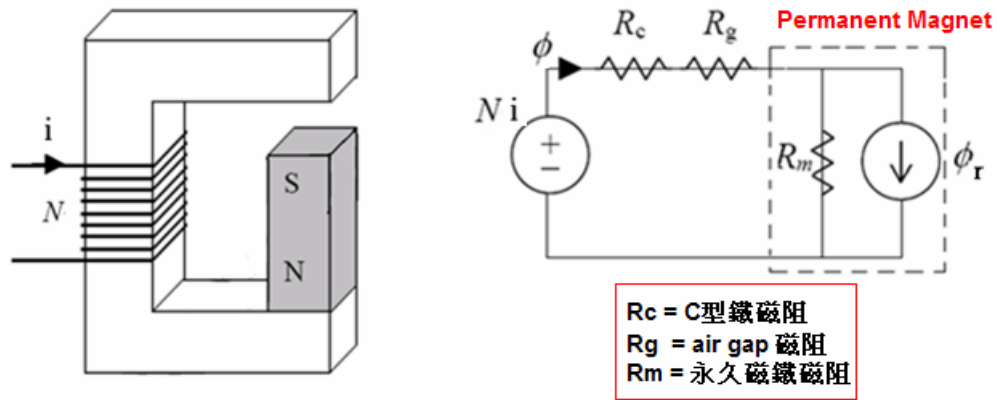 i
N
S
N
Permanent Magnet
ϕ
Rc
Rg
N i
+
−
Rm
ϕr
Rc = C型鐵磁阻
Rg = air gap 磁阻
Rm = 永久磁鐵磁阻